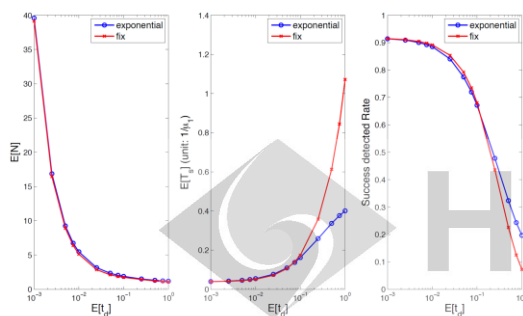 40
35
30
25
20
15
10
5
0
E[N]
10⁻³ 10⁻² 10⁻¹ 10⁰
E[t_d]
exponential
fix
1.4
1.2
1
0.8
0.6
0.4
0.2
0
E[T_s] (unit: 1/μ₁)
10⁻³ 10⁻² 10⁻¹ 10⁰
E[t_d]
exponential
fix
1
0.9
0.8
0.7
0.6
0.5
0.4
0.3
0.2
0.1
0
Success detected Rate
10⁻³ 10⁻² 10⁻¹ 10⁰
E[t_d]
exponential
fix
H